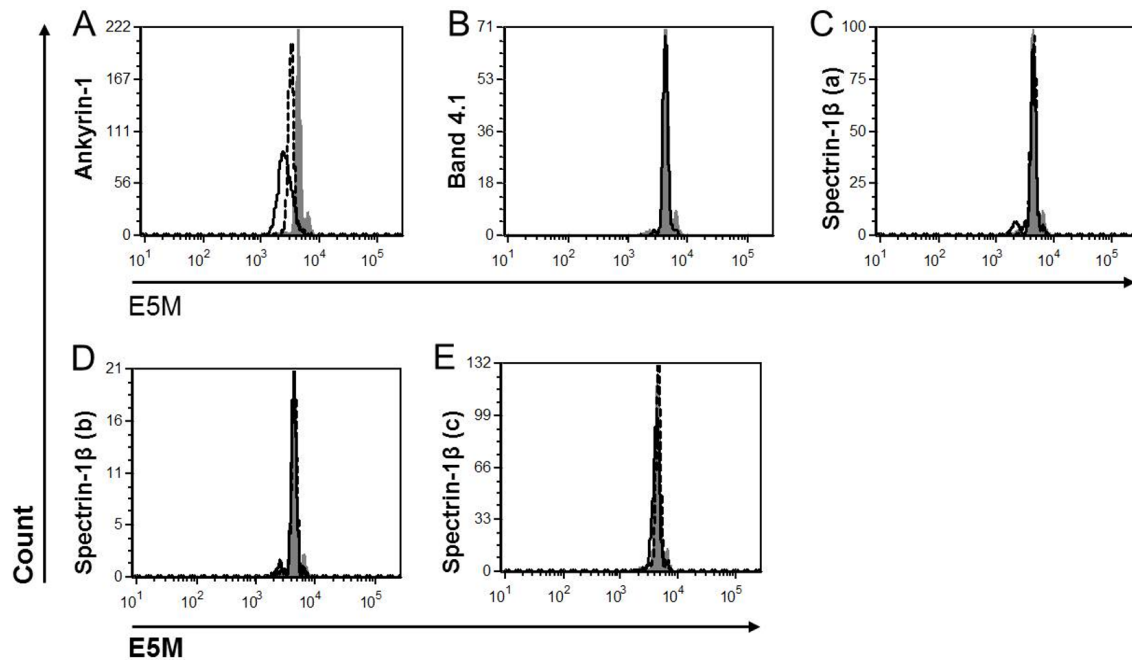 A
Ankyrin-1
222
167
111
56
0
10¹ 10² 10³ 10⁴ 10⁵
B
Band 4.1
71
53
36
18
0
10¹ 10² 10³ 10⁴ 10⁵
C
Spectrin-1β (a)
100
75
50
25
0
10¹ 10² 10³ 10⁴ 10⁵
E5M
D
Spectrin-1β (b)
21
16
11
5
0
10¹ 10² 10³ 10⁴ 10⁵
E
Spectrin-1β (c)
132
99
66
33
0
10¹ 10² 10³ 10⁴ 10⁵
Count
E5M